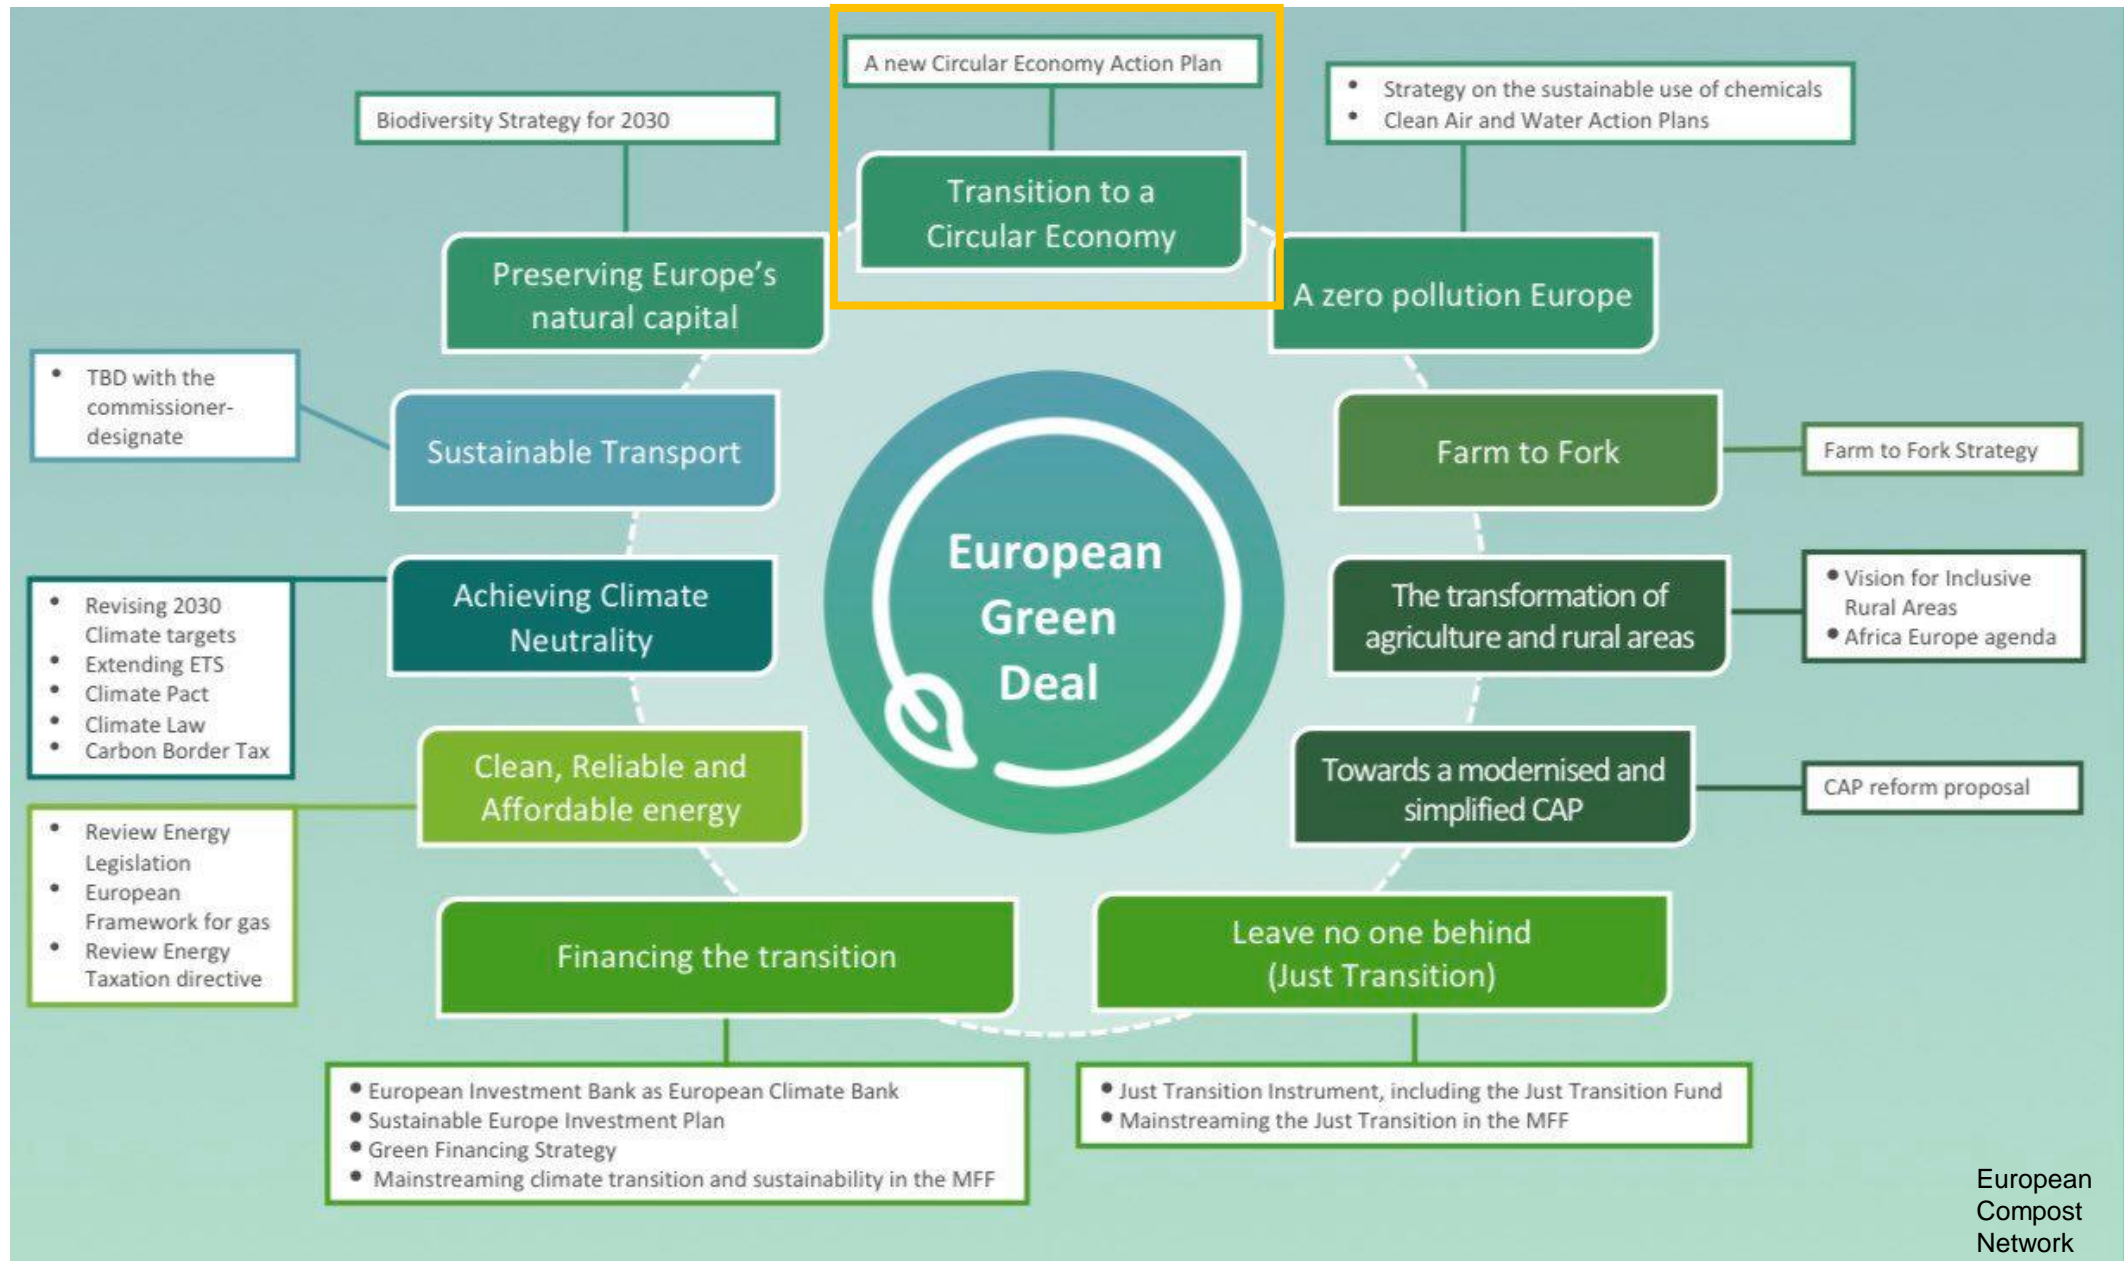 A new Circular Economy Action Plan
Transition to a
Circular Economy
Biodiversity Strategy for 2030
Preserving Europe's
natural capital
• Strategy on the sustainable use of chemicals
• Clean Air and Water Action Plans
A zero pollution Europe
• TBD with the
commissioner-
designate
Sustainable Transport
Farm to Fork
Farm to Fork Strategy
European
Green
Deal
• Revising 2030
Climate targets
• Extending ETS
• Climate Pact
• Climate Law
• Carbon Border Tax
Achieving Climate
Neutrality
The transformation of
agriculture and rural areas
• Vision for Inclusive
Rural Areas
• Africa Europe agenda
• Review Energy
Legislation
• European
Framework for gas
• Review Energy
Taxation directive
Clean, Reliable and
Affordable energy
Towards a modernised and
simplified CAP
CAP reform proposal
Financing the transition
• European Investment Bank as European Climate Bank
• Sustainable Europe Investment Plan
• Green Financing Strategy
• Mainstreaming climate transition and sustainability in the MFF
Leave no one behind
(Just Transition)
• Just Transition Instrument, including the Just Transition Fund
• Mainstreaming the Just Transition in the MFF
European
Compost
Network